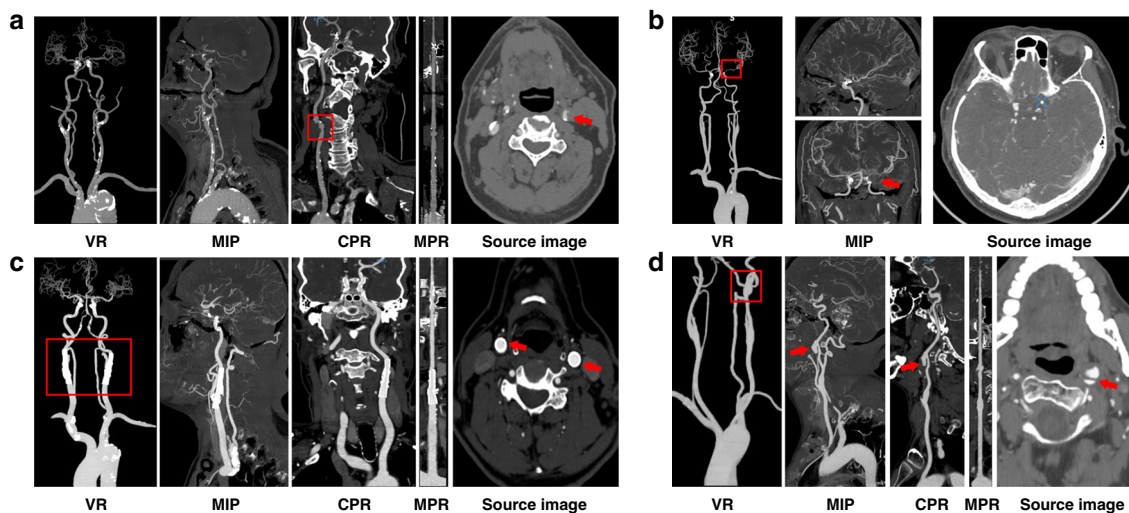 a
VR MIP CPR MPR Source image
b
VR MIP Source image
c
VR MIP CPR MPR Source image
d
VR MIP CPR MPR Source image